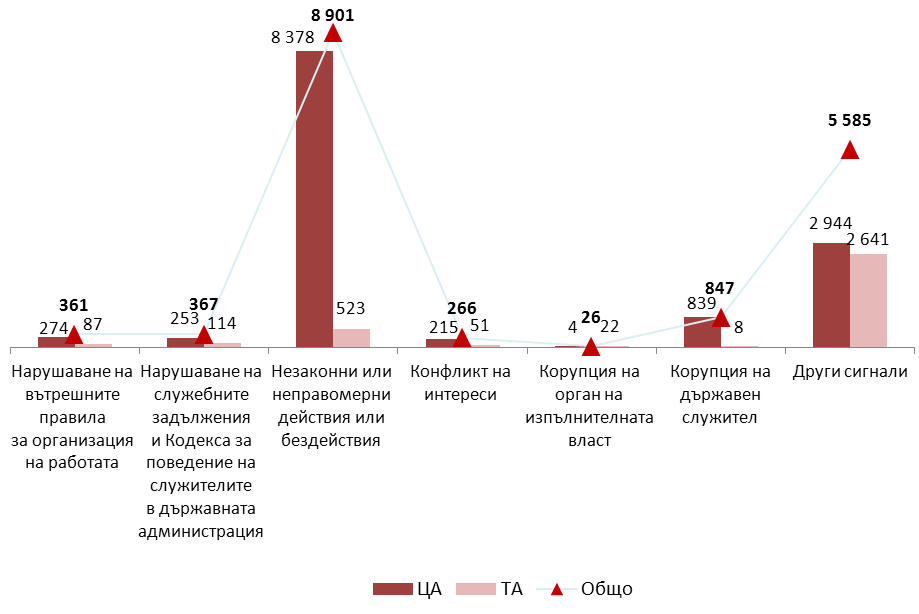 8 901
8 378
5 585
2 944
2 641
361
367
523
266
26
847
839
274
87
253
114
215
51
4
22
8
Нарушаване на
вътрешните
правила
за организация
на работата
Нарушаване на
служебните
задължения
и Кодекса за
поведение на
служителите
в държавната
администрация
Незаконни или
неправомерни
действия или
бездействия
Конфликт на
интереси
Корупция на
орган на
изпълнителната
власт
Корупция на
държавен
служител
Други сигнали
ЦА
ТА
Общо